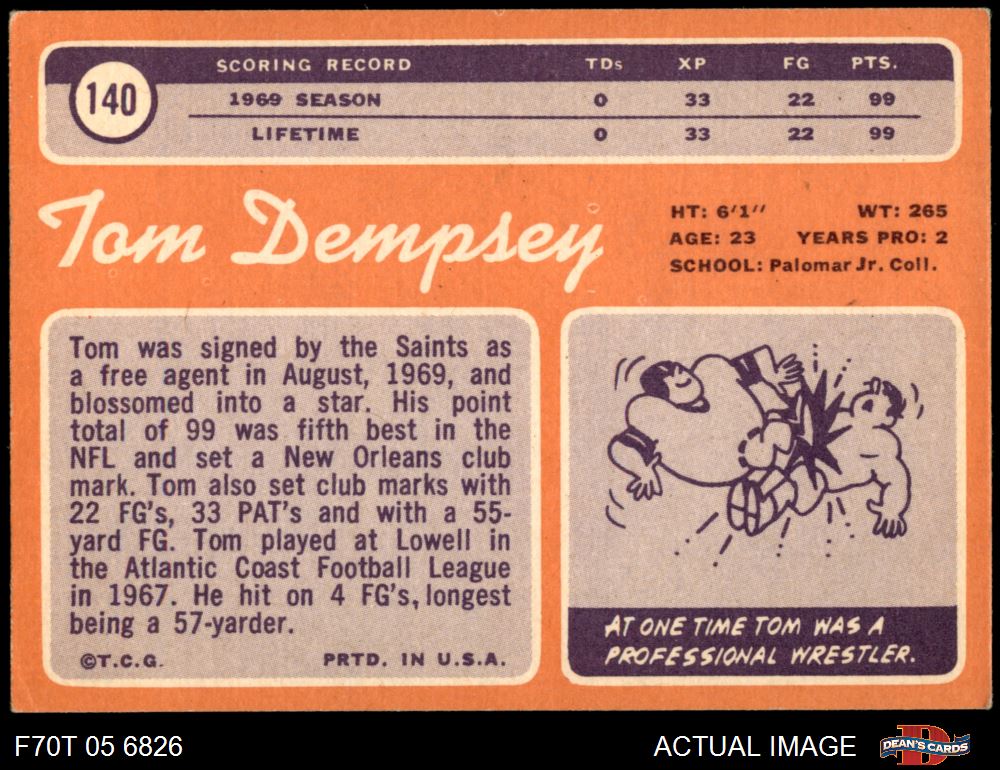 140
SCORING RECORD TDs XP FG PTS.
1969 SEASON 0 33 22 99
LIFETIME 0 33 22 99
Tom Dempsey
HT: 6'1" WT: 265
AGE: 23 YEARS PRO: 2
SCHOOL: Palomar Jr. Coll.
Tom was signed by the Saints as
a free agent in August, 1969, and
blossomed into a star. His point
total of 99 was fifth best in the
NFL and set a New Orleans club
mark. Tom also set club marks with
22 FG's, 33 PAT's and with a 55-
yard FG. Tom played at Lowell in
the Atlantic Coast Football League
in 1967. He hit on 4 FG's, longest
being a 57-yarder.
©T.C.G. PRTD. IN U.S.A.
AT ONE TIME TOM WAS A
PROFESSIONAL WRESTLER.
F70T 05 6826 ACTUAL IMAGE
D
DEAN'S CARDS